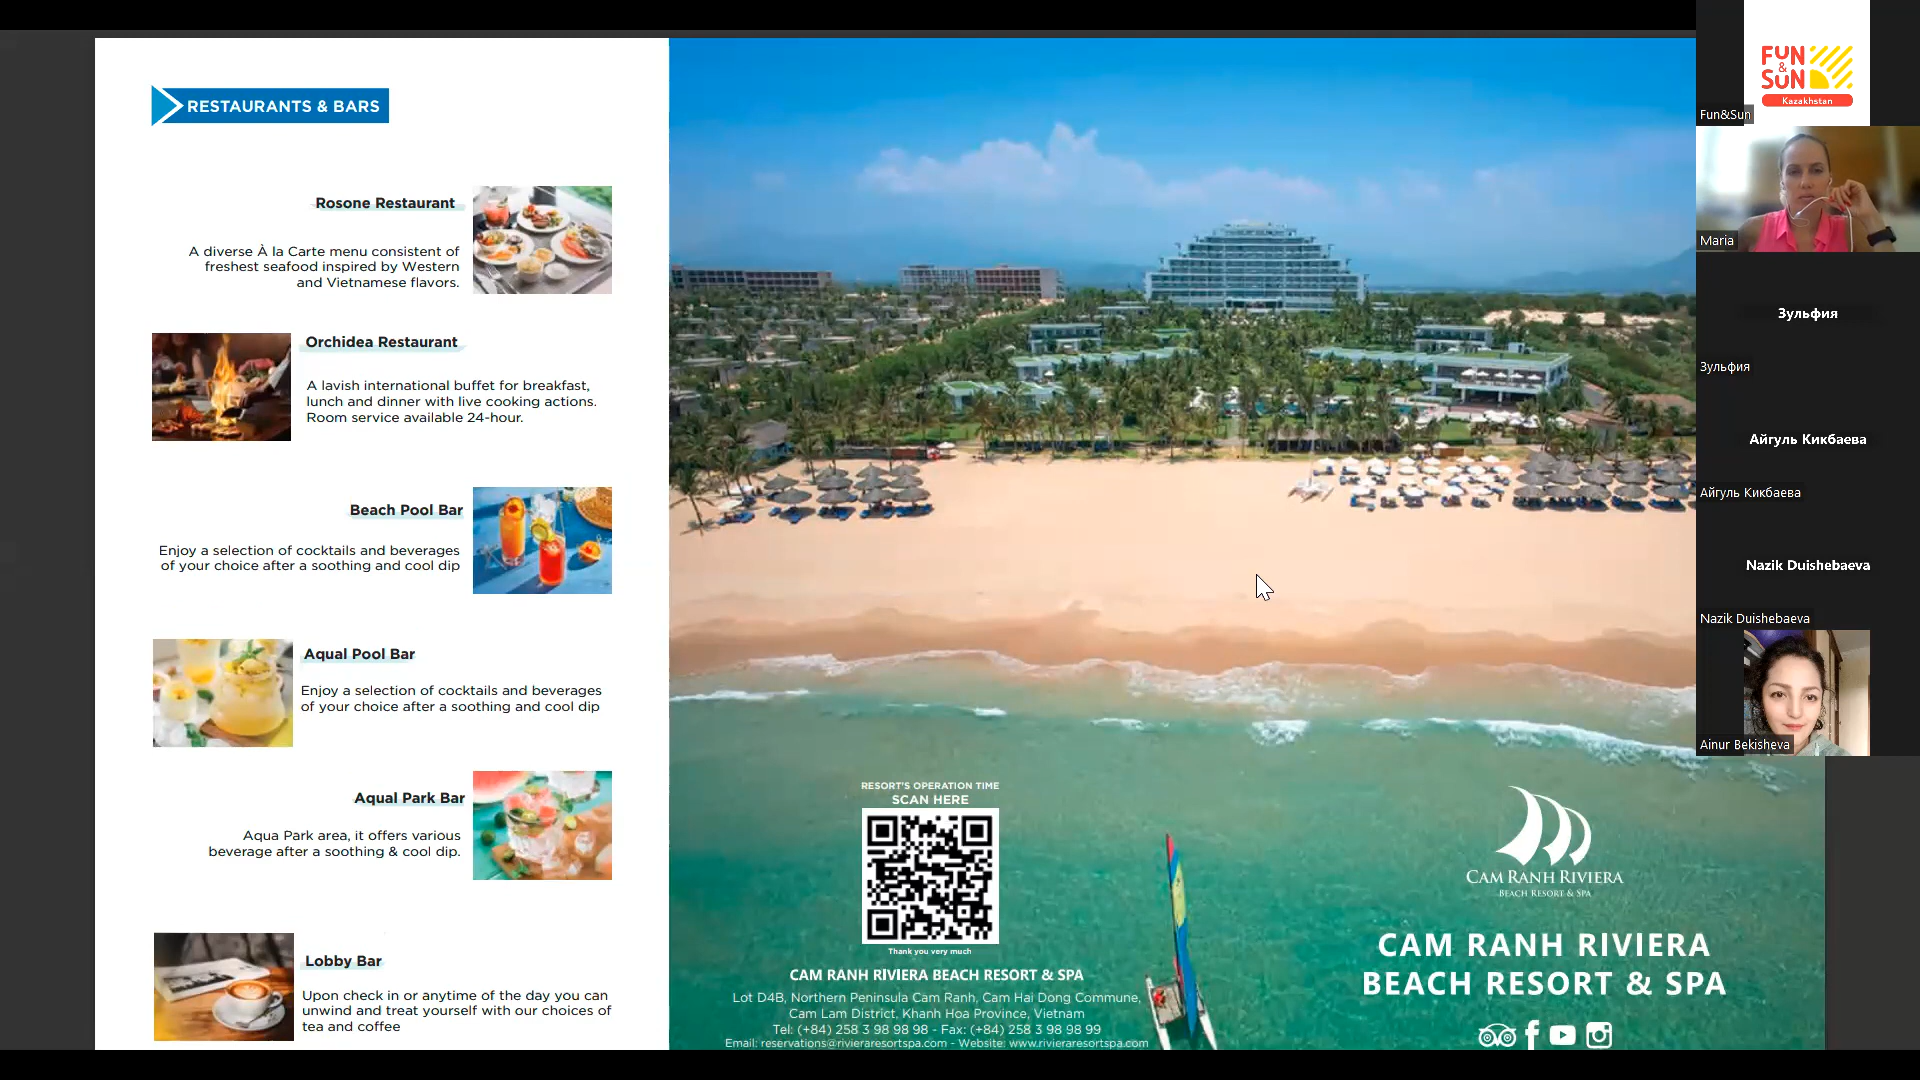 RESTAURANTS & BARS
Rosone Restaurant
A diverse À la Carte menu consistent of
freshest seafood inspired by Western
and Vietnamese flavors.
Orchidea Restaurant
A lavish international buffet for breakfast,
lunch and dinner with live cooking actions.
Room service available 24-hour.
Beach Pool Bar
Enjoy a selection of cocktails and beverages
of your choice after a soothing and cool dip
Aqual Pool Bar
Enjoy a selection of cocktails and beverages
of your choice after a soothing and cool dip
Aqual Park Bar
Aqua Park area, it offers various
beverage after a soothing & cool dip.
Lobby Bar
Upon check in or anytime of the day you can
unwind and treat yourself with our choices of
tea and coffee
RESORT'S OPERATION TIME
SCAN HERE
Thank you very much
CAM RANH RIVIERA BEACH RESORT & SPA
Lot D4B, Northern Peninsula Cam Ranh, Cam Hai Dong Commune,
Cam Lam District, Khanh Hoa Province, Vietnam
Tel: (+84) 258 3 98 98 98 - Fax: (+84) 258 3 98 98 99
Email: reservations@rivieraresortspa.com - Website: www.rivieraresortspa.com
CAM RANH RIVIERA
BEACH RESORT & SPA
CAM RANH RIVIERA
BEACH RESORT & SPA
FUN
&
SUN
Kazakhstan
Fun&Sun
Maria
Зульфия
Зульфия
Айгуль Кикбаева
Айгуль Кикбаева
Nazik Duishebaeva
Nazik Duishebaeva
Ainur Bekisheva